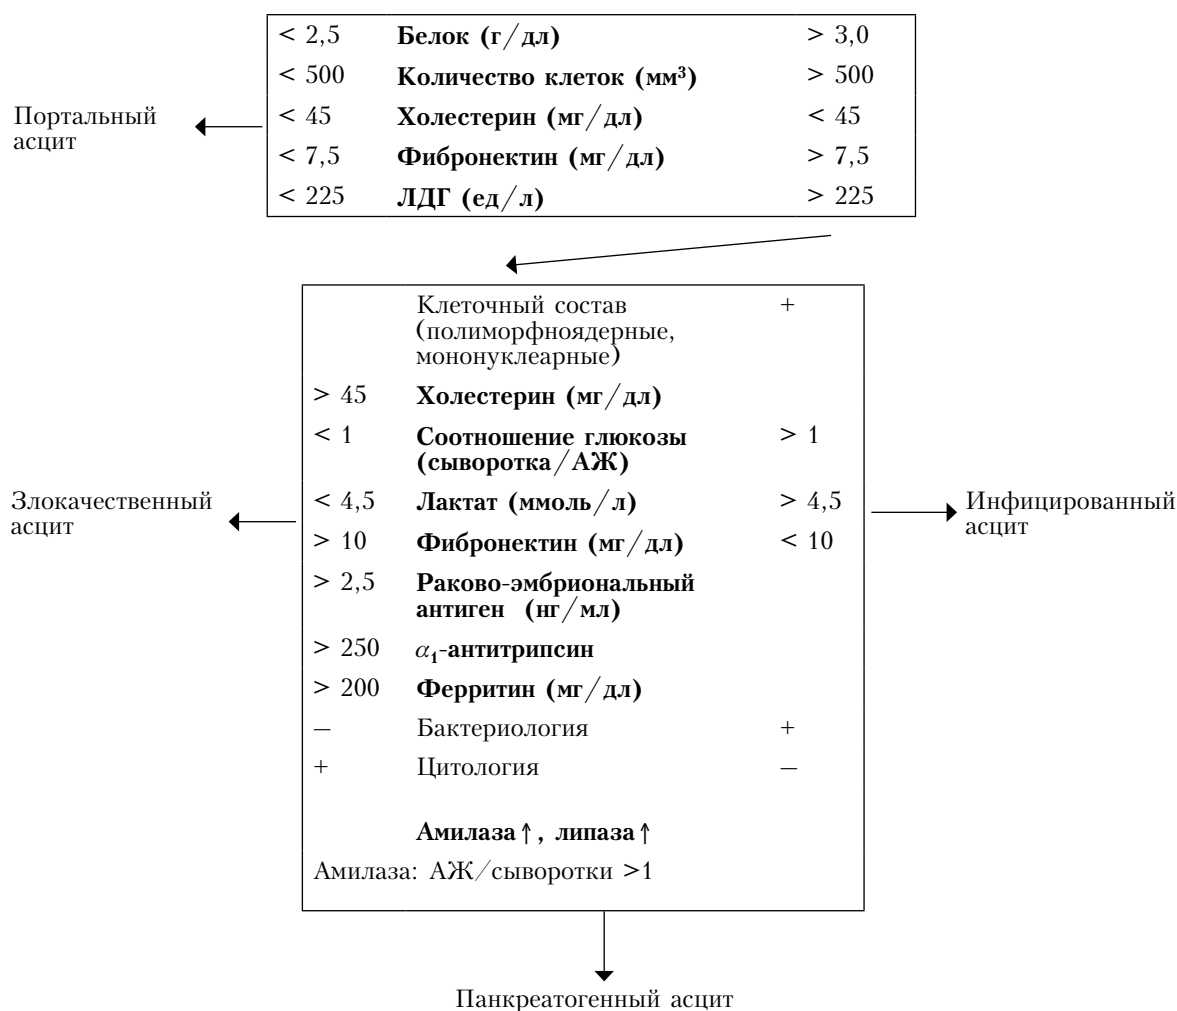 < 2,5 Белок (г/дл) > 3,0
< 500 Количество клеток (мм³) > 500
Портальный
асцит
< 45 Холестерин (мг/дл) < 45
< 7,5 Фибронектин (мг/дл) > 7,5
< 225 ЛДГ (ед/л) > 225
Клеточный состав +
(полиморфноядерные,
мононуклеарные)
> 45 Холестерин (мг/дл)
< 1 Соотношение глюкозы > 1
(сыворотка/АЖ)
Злокачественный
асцит
< 4,5 Лактат (ммоль/л) > 4,5
Инфицированный
асцит
> 10 Фибронектин (мг/дл) < 10
> 2,5 Раково-эмбриональный
антиген (нг/мл)
> 250 α₁-антитрипсин
> 200 Ферритин (мг/дл)
– Бактериология +
+ Цитология –
Амилаза↑, липаза↑
Амилаза: АЖ/сыворотки >1
Панкреатогенный асцит